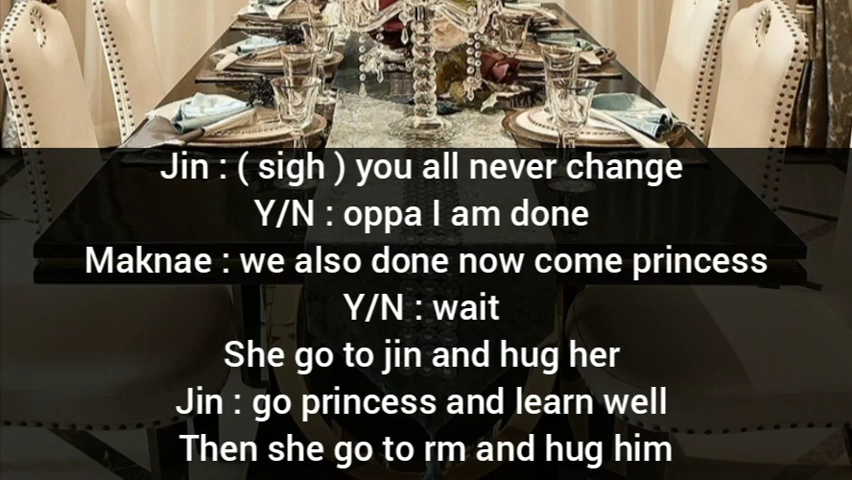 Jin : ( sigh ) you all never change
Y/N : oppa I am done
Maknae : we also done now come princess
Y/N : wait
She go to jin and hug her
Jin : go princess and learn well
Then she go to rm and hug him